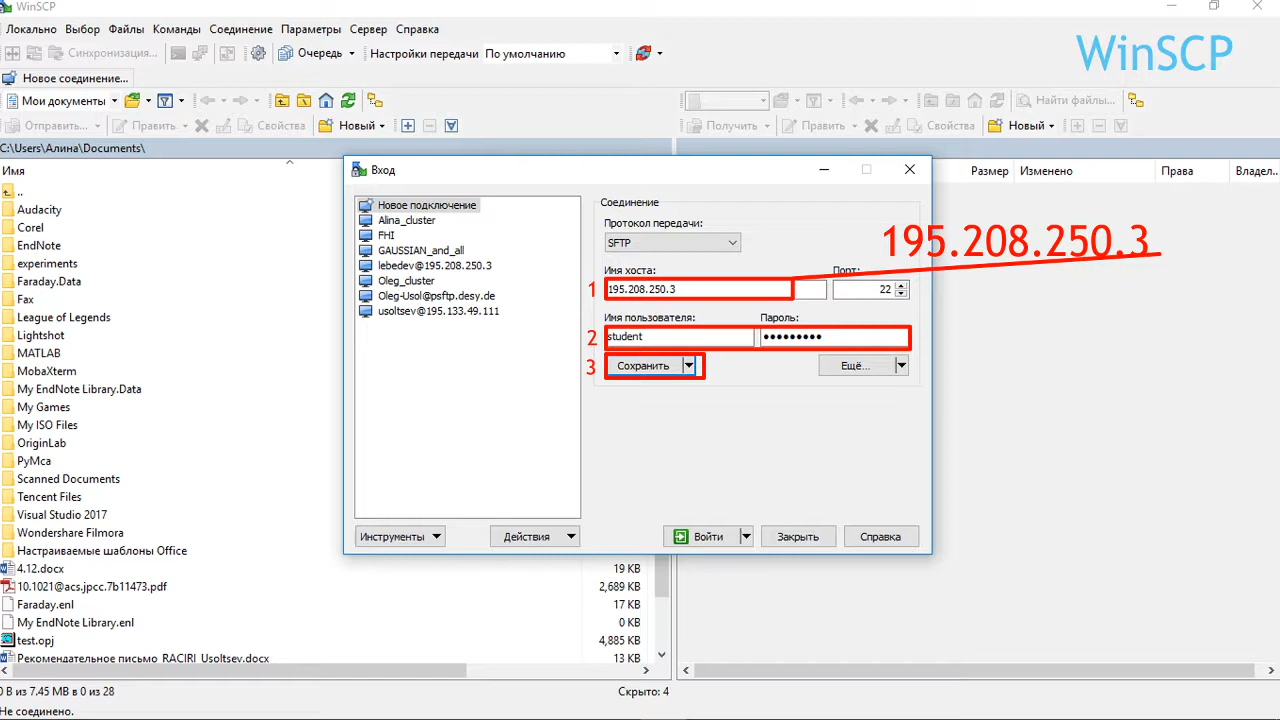 WinSCP
Локально Выбор Файлы Команды Соединение Параметры Сервер Справка
Синхронизация... Очередь Настройки передачи По умолчанию
WinSCP
Новое соединение...
Мои документы Найти файлы...
Отправить... Править Свойства Новый Получить Править Свойства Новый
C:\Users\Алина\Documents\
Имя
Размер Изменено Права Владел..
..
Audacity
Corel
EndNote
experiments
Faraday.Data
Fax
League of Legends
Lightshot
MATLAB
MobaXterm
My EndNote Library.Data
My Games
My ISO Files
OriginLab
PyMca
Scanned Documents
Tencent Files
Visual Studio 2017
Wondershare Filmora
Настраиваемые шаблоны Office
4.12.docx 19 KB
10.1021@acs.jpcc.7b11473.pdf 2,689 KB
Faraday.enl 17 KB
My EndNote Library.enl 0 KB
test.opj 4,885 KB
Рекомендательное письмо_RACIRI_Usoltsev.docx 13 KB
0 B из 7.45 MB в 0 из 28 Скрыто: 4
Не соединено.
Вход
Новое подключение
Alina_cluster
FHI
GAUSSIAN_and_all
lebedev@195.208.250.3
Oleg_cluster
Oleg-Usol@psftp.desy.de
usoltsev@195.133.49.111
Соединение
Протокол передачи:
SFTP
195.208.250.3
Имя хоста: Порт:
1 195.208.250.3 22
Имя пользователя: Пароль:
2 student •••••••••
3 Сохранить Ещё...
Инструменты Действия Войти Закрыть Справка